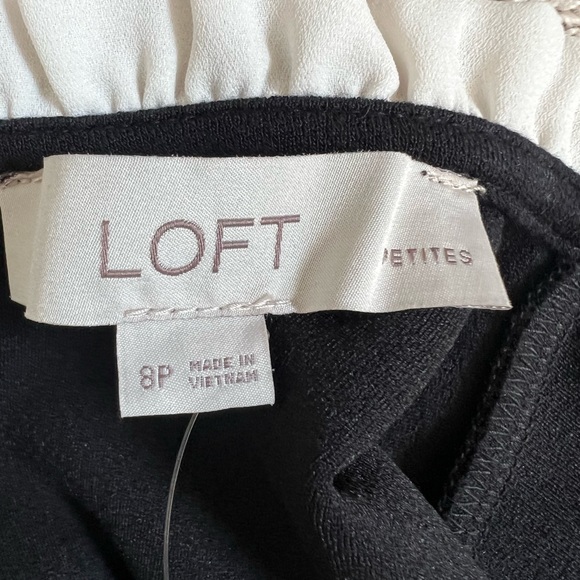 LOFT
PETITES
8P
MADE IN
VIETNAM